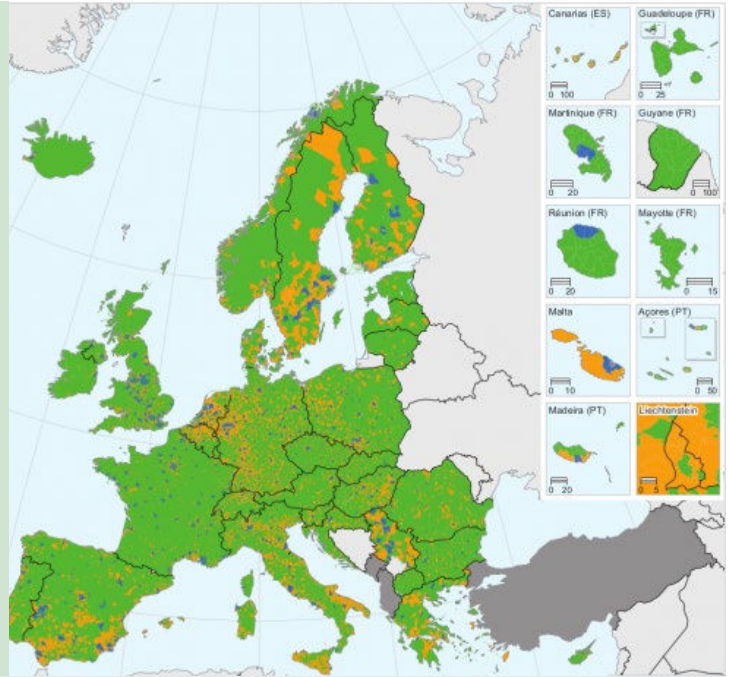 Canarias (ES)
0 100
Guadeloupe (FR)
0 25
Martinique (FR)
0 20
Guyane (FR)
0 100
Réunion (FR)
0 20
Mayotte (FR)
0 15
Malta
0 10
Açores (PT)
0 50
Madeira (PT)
0 20
Liechtenstein
0 5